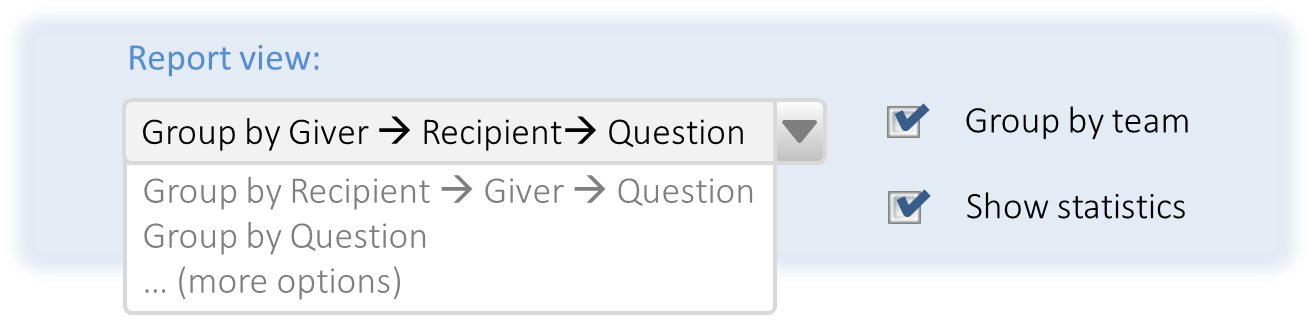 Report view:
Group by Giver → Recipient→ Question
Group by Recipient → Giver → Question
Group by Question
... (more options)
Group by team
Show statistics